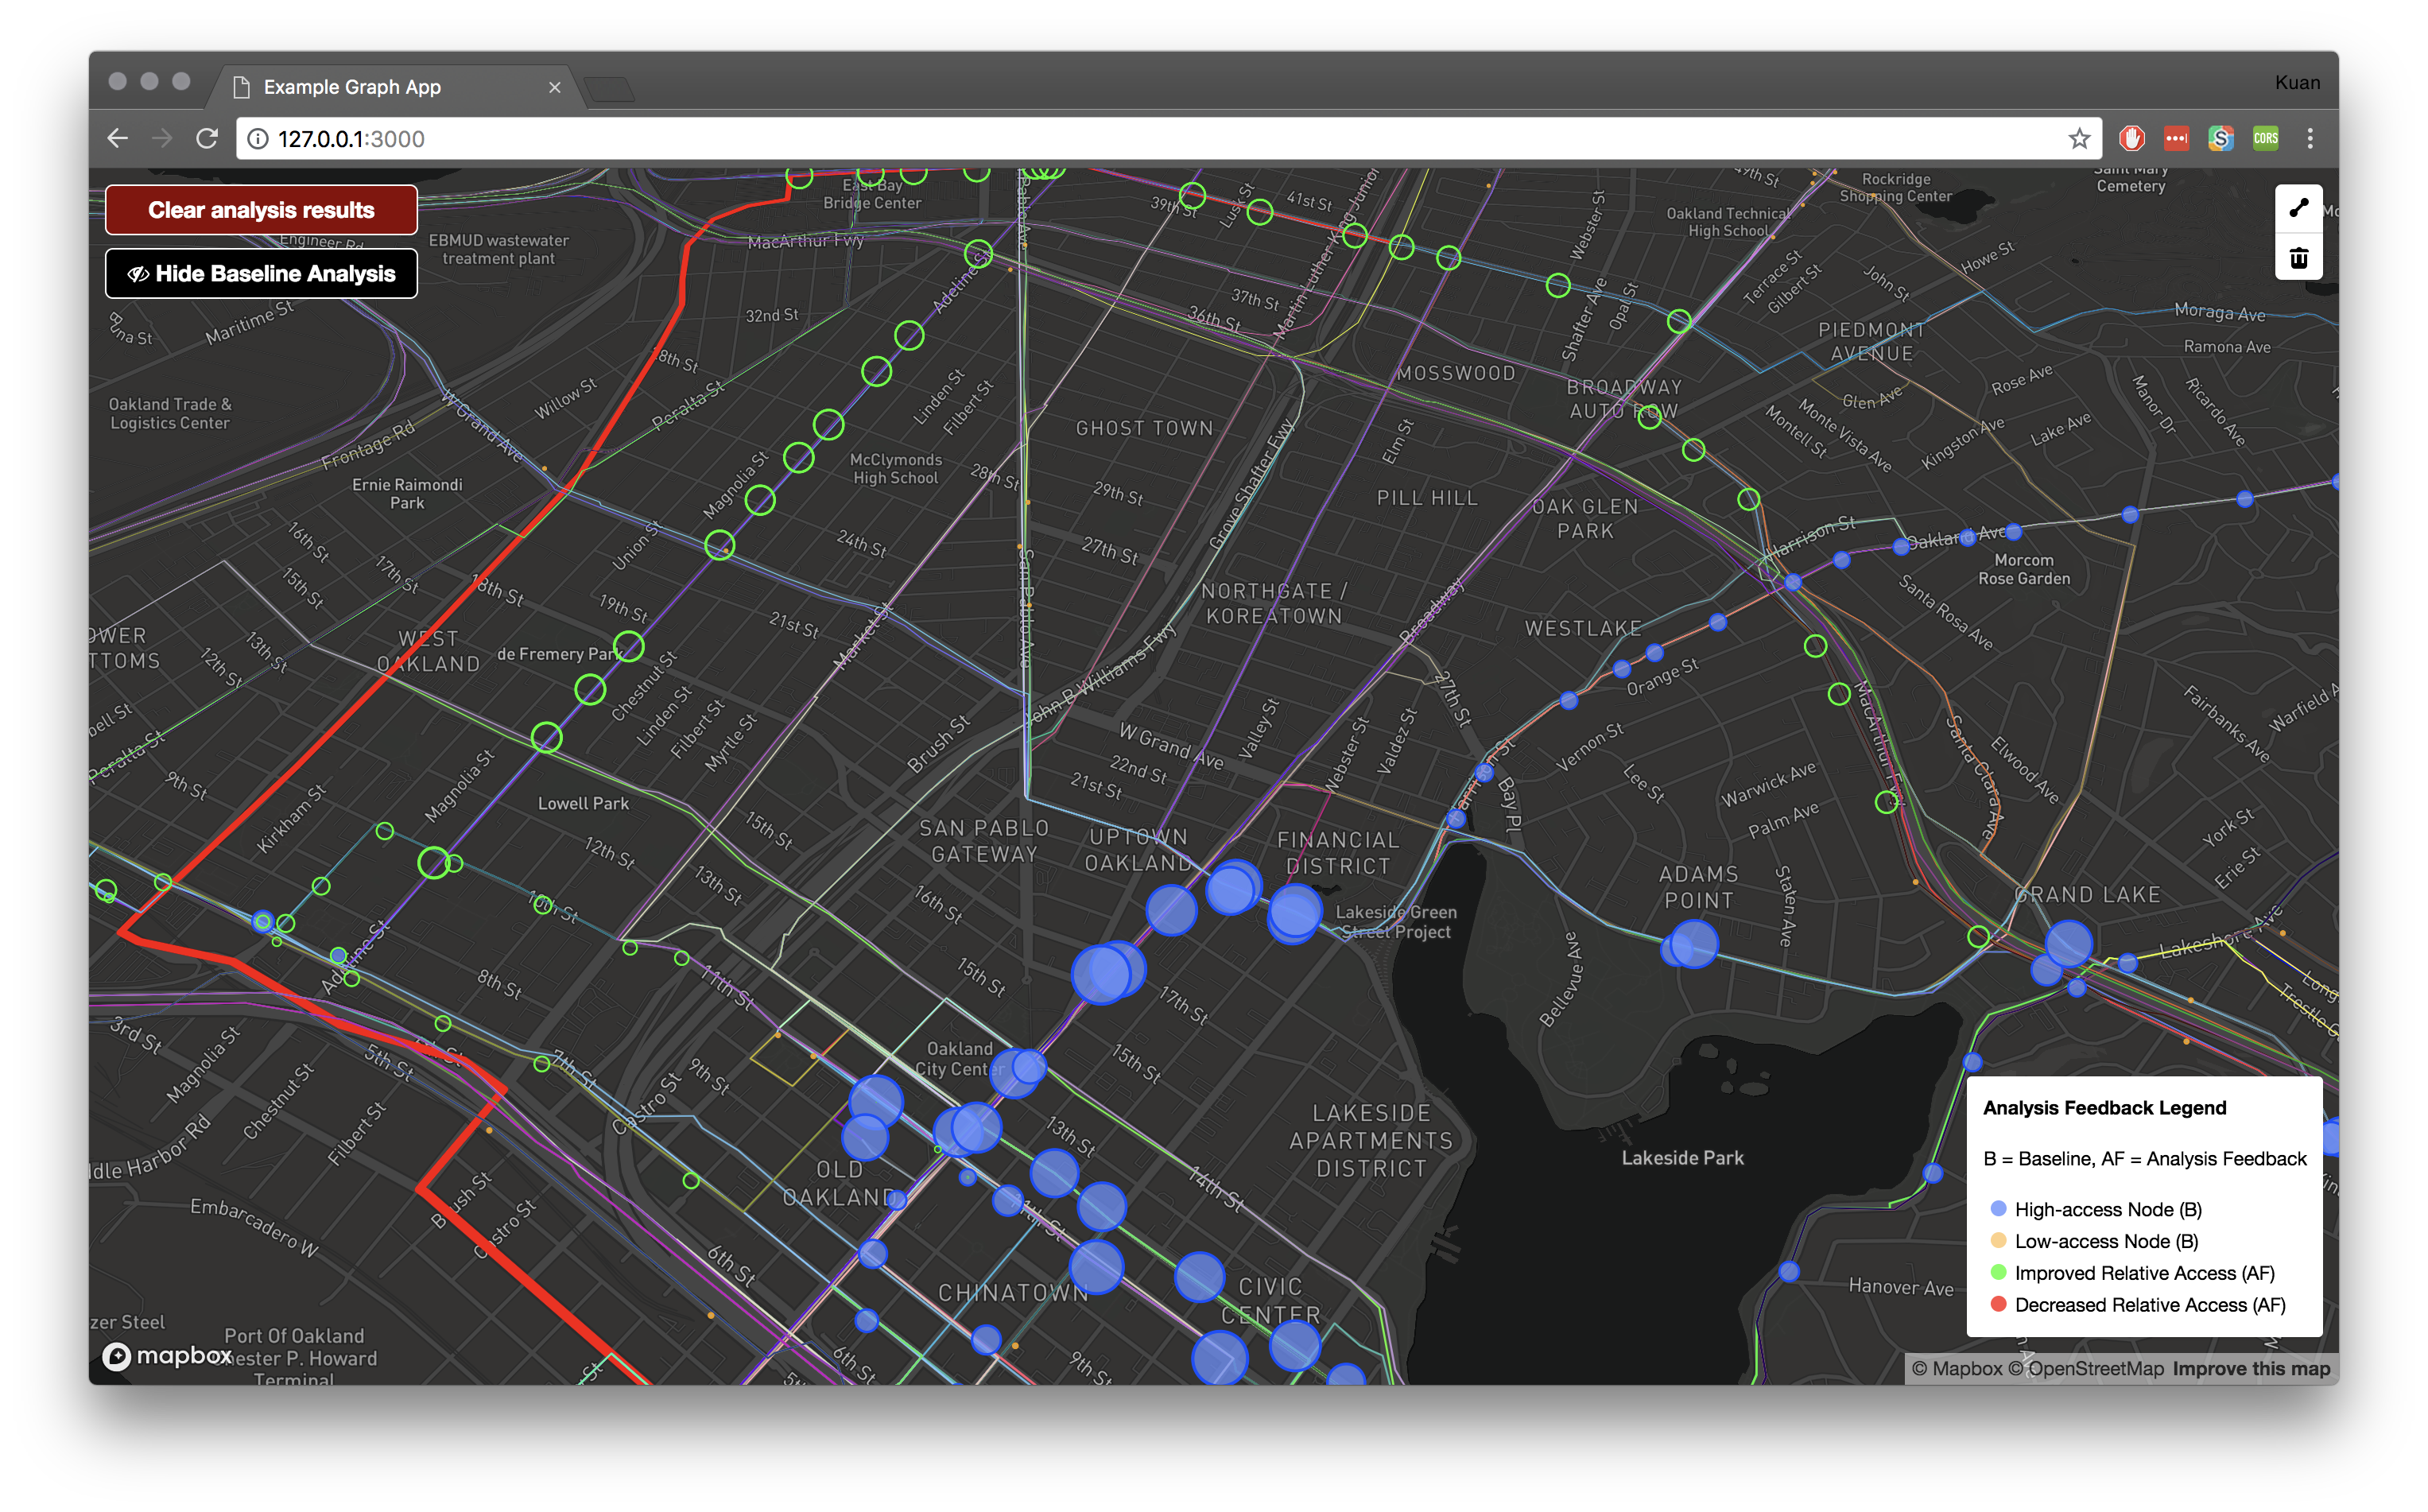 Example Graph App
Kuan
127.0.0.1:3000
CORS
Clear analysis results
Hide Baseline Analysis
East Bay
Bridge Center
39th St
Lusk St
41st St
Martin Luther King Junior
Webster St
49th St
Rockridge
Shopping Center
Saint Mary
Cemetery
Oakland Technical
High School
Engineer Rd
EBMUD wastewater
treatment plant
MacArthur Fwy
Adeline St
Howe St
John St
Terrace St
Gilbert St
Shafter Ave
Opal St
Maritime St
32nd St
37th St
36th St
Moraga Ave
PIEDMONT
AVENUE
Ramona Ave
Willow St
Peralta St
Linden St
Filbert St
MOSSWOOD
BROADWAY
AUTO ROW
Glen Ave
Rose Ave
Manor Dr
Ricardo Ave
Oakland Trade &
Logistics Center
W Grand Ave
Frontage Rd
GHOST TOWN
Elm St
Montell St
Monte Vista Ave
Kingston Ave
Lake Ave
McClymonds
High School
28th St
Magnolia St
Ernie Raimondi
Park
29th St
Grove Shafter Fwy
PILL HILL
OAK GLEN
PARK
16th St
Union St
24th St
27th St
Harrison St
Oakland Ave
Morcom
Rose Garden
15th St
17th St
18th St
19th St
21st St
San Pablo Ave
NORTHGATE /
KOREATOWN
Broadway
WESTLAKE
Santa Rosa Ave
WEST
OAKLAND
de Fremery Park
Market St
13th St
12th St
Chestnut St
Linden St
Filbert St
Myrtle St
Brush St
John B Williams Fwy
27th St
Orange St
MacArthur Fwy
Santa Clara Ave
Elwood Ave
Fairbanks Ave
Peralta St
9th St
Kirkham St
Magnolia St
Lowell Park
W Grand Ave
22nd St
21st St
Valley St
Webster St
Valdez St
Vernon St
Lee St
Warwick Ave
Palm Ave
Bay Pl
Harrison St
SAN PABLO
GATEWAY
UPTOWN
OAKLAND
FINANCIAL
DISTRICT
15th St
12th St
13th St
16th St
10th St
ADAMS
POINT
Staten Ave
York St
Erie St
GRAND LAKE
Lakeshore Ave
Lakeside Green
Street Project
Bellevue Ave
Adeline St
8th St
11th St
15th St
17th St
3rd St
Magnolia St
5th St
Chestnut St
Filbert St
7th St
Castro St
9th St
Oakland
City Center
15th St
13th St
14th St
OLD
OAKLAND
LAKESIDE
APARTMENTS
DISTRICT
Lakeside Park
Embarcadero W
Brush St
Castro St
6th St
11th St
CHINATOWN
CIVIC
CENTER
Hanover Ave
Port Of Oakland
Chester P. Howard
Terminal
6th St
9th St
mapbox
Analysis Feedback Legend
B = Baseline, AF = Analysis Feedback
High-access Node (B)
Low-access Node (B)
Improved Relative Access (AF)
Decreased Relative Access (AF)
© Mapbox © OpenStreetMap Improve this map